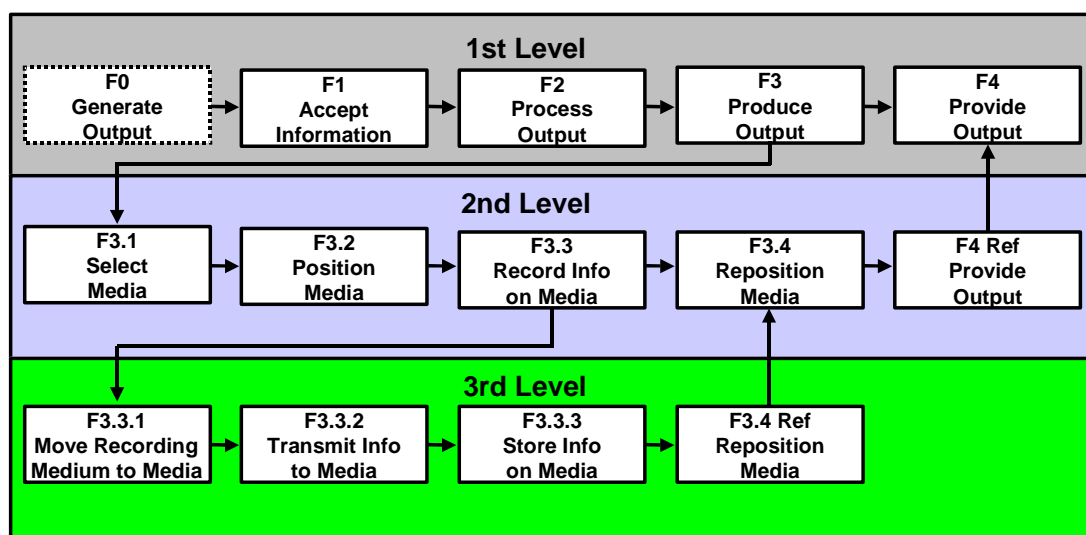 1st Level
F0
Generate
Output
F1
Accept
Information
F2
Process
Output
F3
Produce
Output
F4
Provide
Output
2nd Level
F3.1
Select
Media
F3.2
Position
Media
F3.3
Record Info
on Media
F3.4
Reposition
Media
F4 Ref
Provide
Output
3rd Level
F3.3.1
Move Recording
Medium to Media
F3.3.2
Transmit Info
to Media
F3.3.3
Store Info
on Media
F3.4 Ref
Reposition
Media